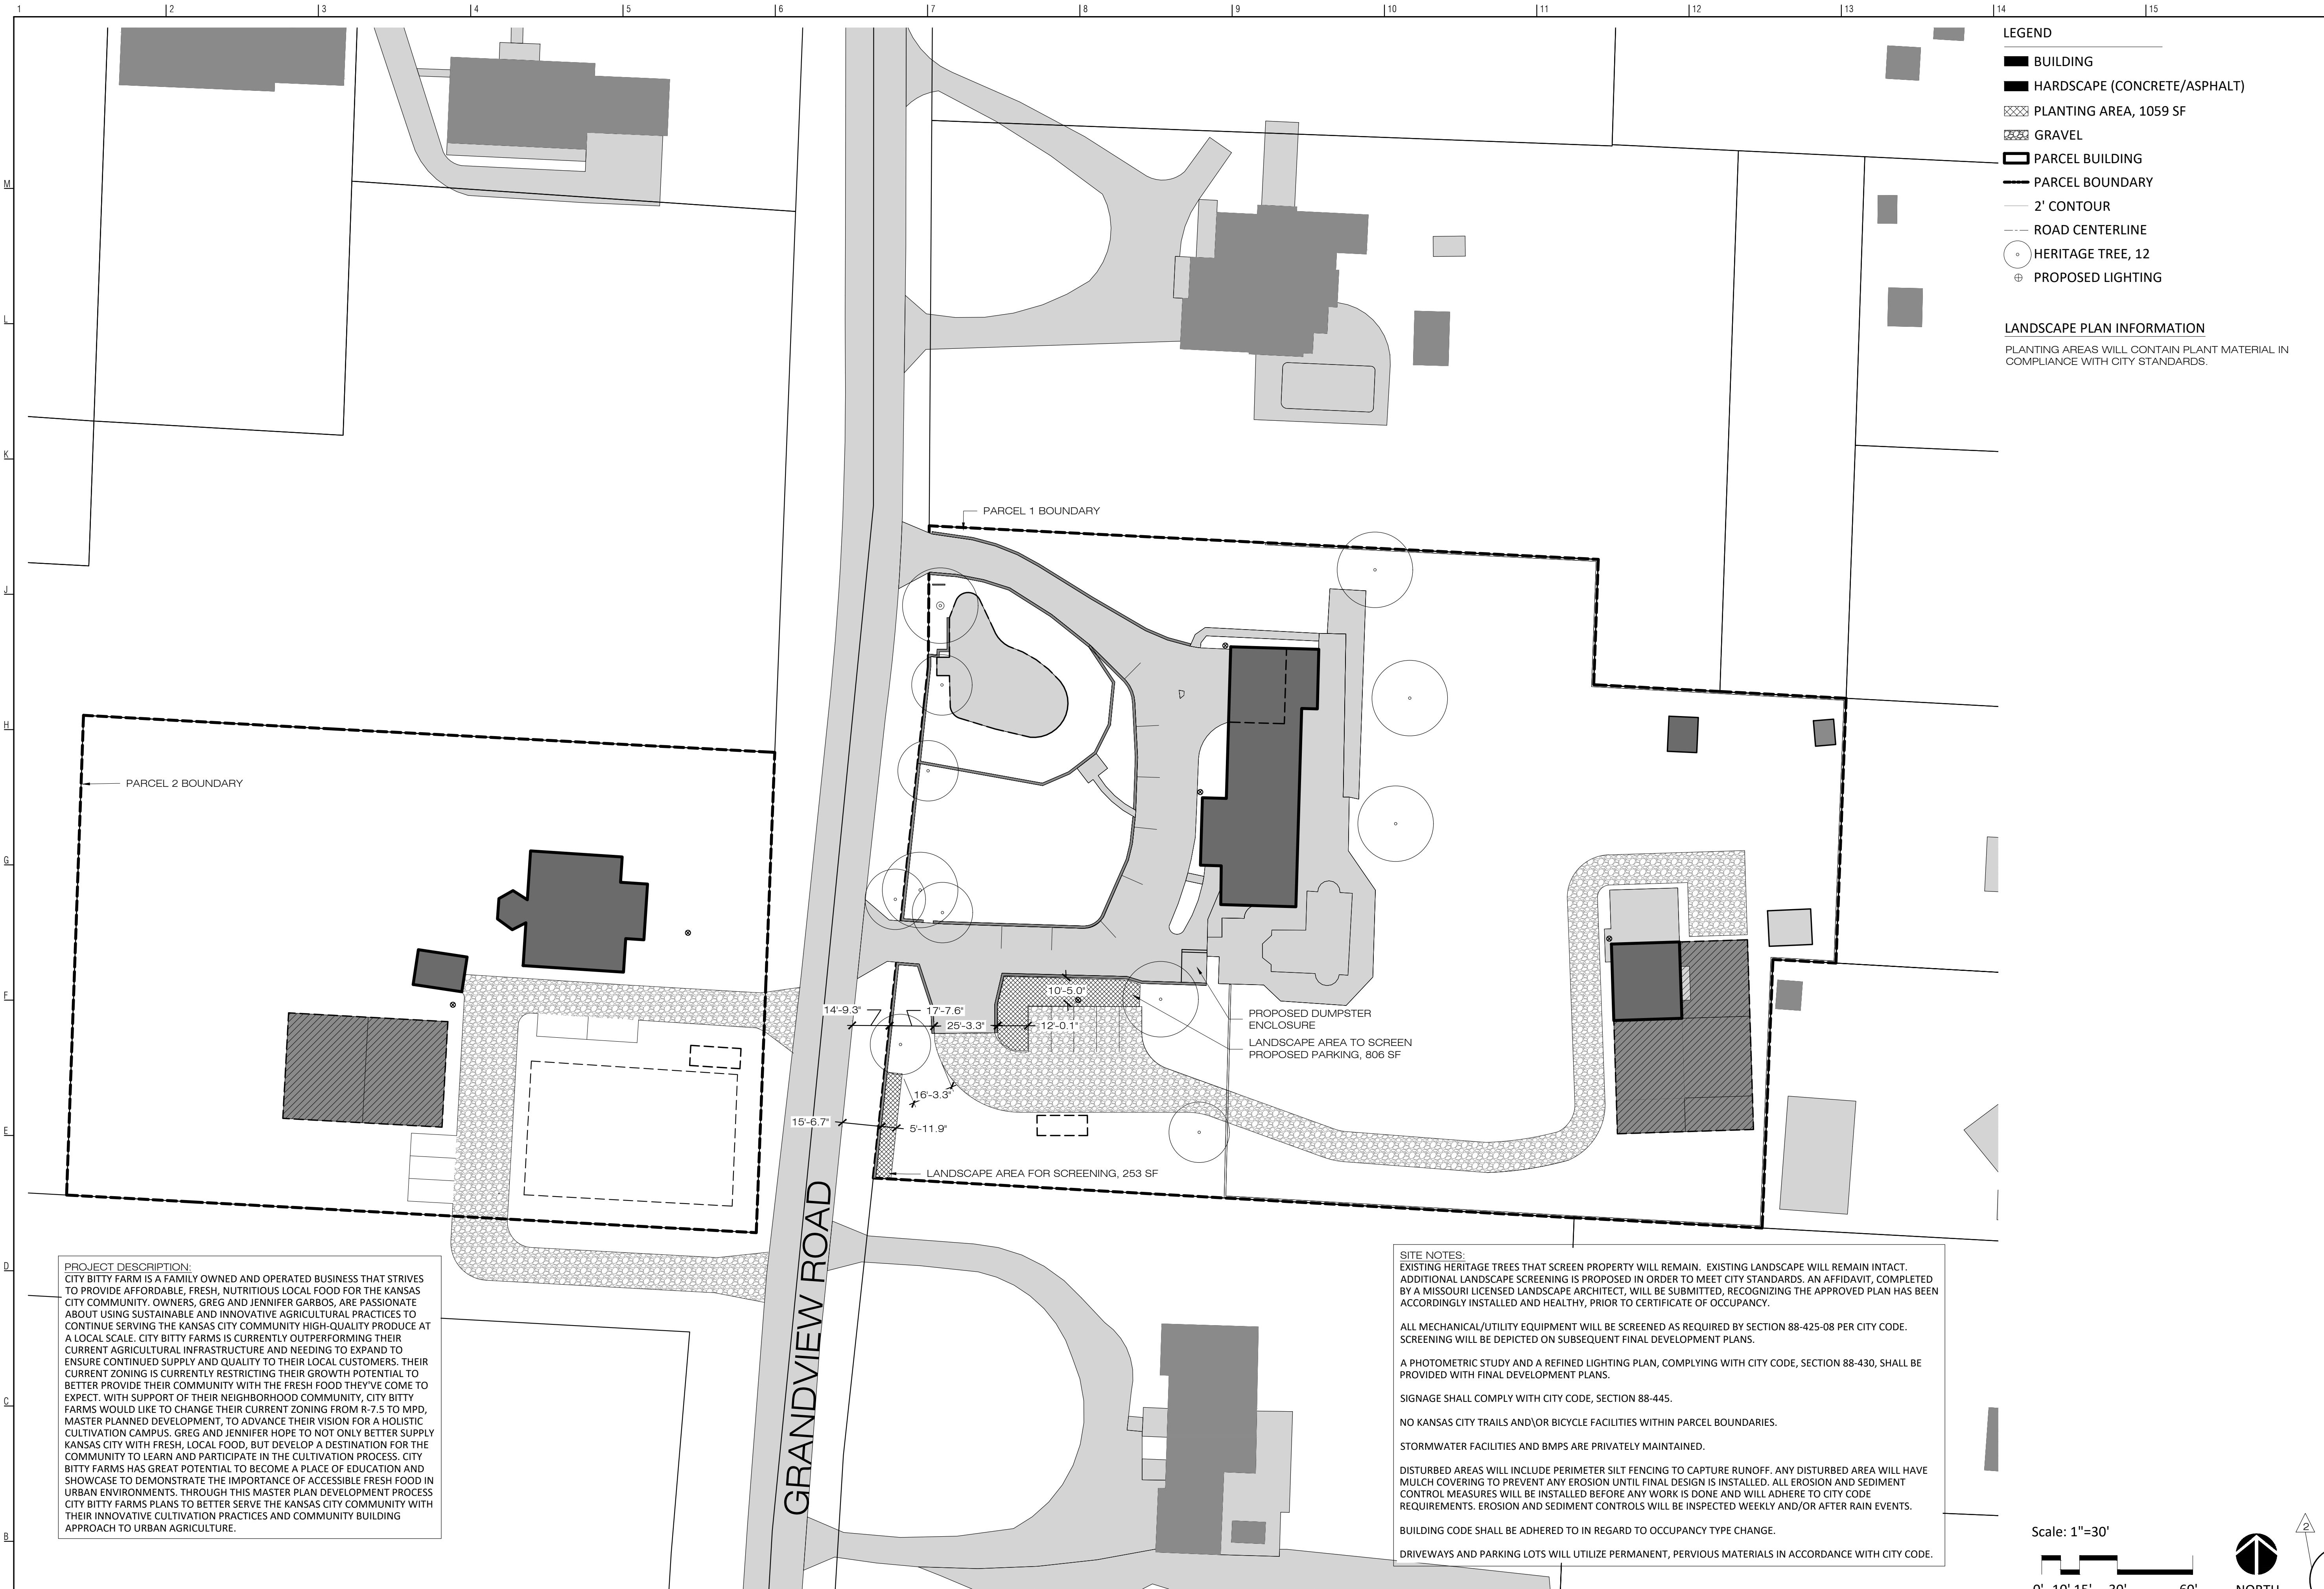 1 2 3 4 5 6 7 8 9 10 11 12 13 14 15
M
L
K
J
H
G
F
E
D
C
B
LEGEND
BUILDING
HARDSCAPE (CONCRETE/ASPHALT)
PLANTING AREA, 1059 SF
GRAVEL
PARCEL BUILDING
PARCEL BOUNDARY
2' CONTOUR
ROAD CENTERLINE
HERITAGE TREE, 12
PROPOSED LIGHTING
LANDSCAPE PLAN INFORMATION
PLANTING AREAS WILL CONTAIN PLANT MATERIAL IN
COMPLIANCE WITH CITY STANDARDS.
PARCEL 1 BOUNDARY
PARCEL 2 BOUNDARY
10'-5.0"
14'-9.3"
17'-7.6"
25'-3.3"
12'-0.1"
16'-3.3"
15'-6.7"
5'-11.9"
PROPOSED DUMPSTER
ENCLOSURE
LANDSCAPE AREA TO SCREEN
PROPOSED PARKING, 806 SF
LANDSCAPE AREA FOR SCREENING, 253 SF
GRANDVIEW ROAD
PROJECT DESCRIPTION:
CITY BITTY FARM IS A FAMILY OWNED AND OPERATED BUSINESS THAT STRIVES
TO PROVIDE AFFORDABLE, FRESH, NUTRITIOUS LOCAL FOOD FOR THE KANSAS
CITY COMMUNITY. OWNERS, GREG AND JENNIFER GARBOS, ARE PASSIONATE
ABOUT USING SUSTAINABLE AND INNOVATIVE AGRICULTURAL PRACTICES TO
CONTINUE SERVING THE KANSAS CITY COMMUNITY HIGH-QUALITY PRODUCE AT
A LOCAL SCALE. CITY BITTY FARMS IS CURRENTLY OUTPERFORMING THEIR
CURRENT AGRICULTURAL INFRASTRUCTURE AND NEEDING TO EXPAND TO
ENSURE CONTINUED SUPPLY AND QUALITY TO THEIR LOCAL CUSTOMERS. THEIR
CURRENT ZONING IS CURRENTLY RESTRICTING THEIR GROWTH POTENTIAL TO
BETTER PROVIDE THEIR COMMUNITY WITH THE FRESH FOOD THEY'VE COME TO
EXPECT. WITH SUPPORT OF THEIR NEIGHBORHOOD COMMUNITY, CITY BITTY
FARMS WOULD LIKE TO CHANGE THEIR CURRENT ZONING FROM R-7.5 TO MPD,
MASTER PLANNED DEVELOPMENT, TO ADVANCE THEIR VISION FOR A HOLISTIC
CULTIVATION CAMPUS. GREG AND JENNIFER HOPE TO NOT ONLY BETTER SUPPLY
KANSAS CITY WITH FRESH, LOCAL FOOD, BUT DEVELOP A DESTINATION FOR THE
COMMUNITY TO LEARN AND PARTICIPATE IN THE CULTIVATION PROCESS. CITY
BITTY FARMS HAS GREAT POTENTIAL TO BECOME A PLACE OF EDUCATION AND
SHOWCASE TO DEMONSTRATE THE IMPORTANCE OF ACCESSIBLE FRESH FOOD IN
URBAN ENVIRONMENTS. THROUGH THIS MASTER PLAN DEVELOPMENT PROCESS
CITY BITTY FARMS PLANS TO BETTER SERVE THE KANSAS CITY COMMUNITY WITH
THEIR INNOVATIVE CULTIVATION PRACTICES AND COMMUNITY BUILDING
APPROACH TO URBAN AGRICULTURE.
SITE NOTES:
EXISTING HERITAGE TREES THAT SCREEN PROPERTY WILL REMAIN. EXISTING LANDSCAPE WILL REMAIN INTACT.
ADDITIONAL LANDSCAPE SCREENING IS PROPOSED IN ORDER TO MEET CITY STANDARDS. AN AFFIDAVIT, COMPLETED
BY A MISSOURI LICENSED LANDSCAPE ARCHITECT, WILL BE SUBMITTED, RECOGNIZING THE APPROVED PLAN HAS BEEN
ACCORDINGLY INSTALLED AND HEALTHY, PRIOR TO CERTIFICATE OF OCCUPANCY.
ALL MECHANICAL/UTILITY EQUIPMENT WILL BE SCREENED AS REQUIRED BY SECTION 88-425-08 PER CITY CODE.
SCREENING WILL BE DEPICTED ON SUBSEQUENT FINAL DEVELOPMENT PLANS.
A PHOTOMETRIC STUDY AND A REFINED LIGHTING PLAN, COMPLYING WITH CITY CODE, SECTION 88-430, SHALL BE
PROVIDED WITH FINAL DEVELOPMENT PLANS.
SIGNAGE SHALL COMPLY WITH CITY CODE, SECTION 88-445.
NO KANSAS CITY TRAILS AND\OR BICYCLE FACILITIES WITHIN PARCEL BOUNDARIES.
STORMWATER FACILITIES AND BMPS ARE PRIVATELY MAINTAINED.
DISTURBED AREAS WILL INCLUDE PERIMETER SILT FENCING TO CAPTURE RUNOFF. ANY DISTURBED AREA WILL HAVE
MULCH COVERING TO PREVENT ANY EROSION UNTIL FINAL DESIGN IS INSTALLED. ALL EROSION AND SEDIMENT
CONTROL MEASURES WILL BE INSTALLED BEFORE ANY WORK IS DONE AND WILL ADHERE TO CITY CODE
REQUIREMENTS. EROSION AND SEDIMENT CONTROLS WILL BE INSPECTED WEEKLY AND/OR AFTER RAIN EVENTS.
BUILDING CODE SHALL BE ADHERED TO IN REGARD TO OCCUPANCY TYPE CHANGE.
DRIVEWAYS AND PARKING LOTS WILL UTILIZE PERMANENT, PERVIOUS MATERIALS IN ACCORDANCE WITH CITY CODE.
Scale: 1"=30'
2
0' 10' 15' 30' 60'
NORTH